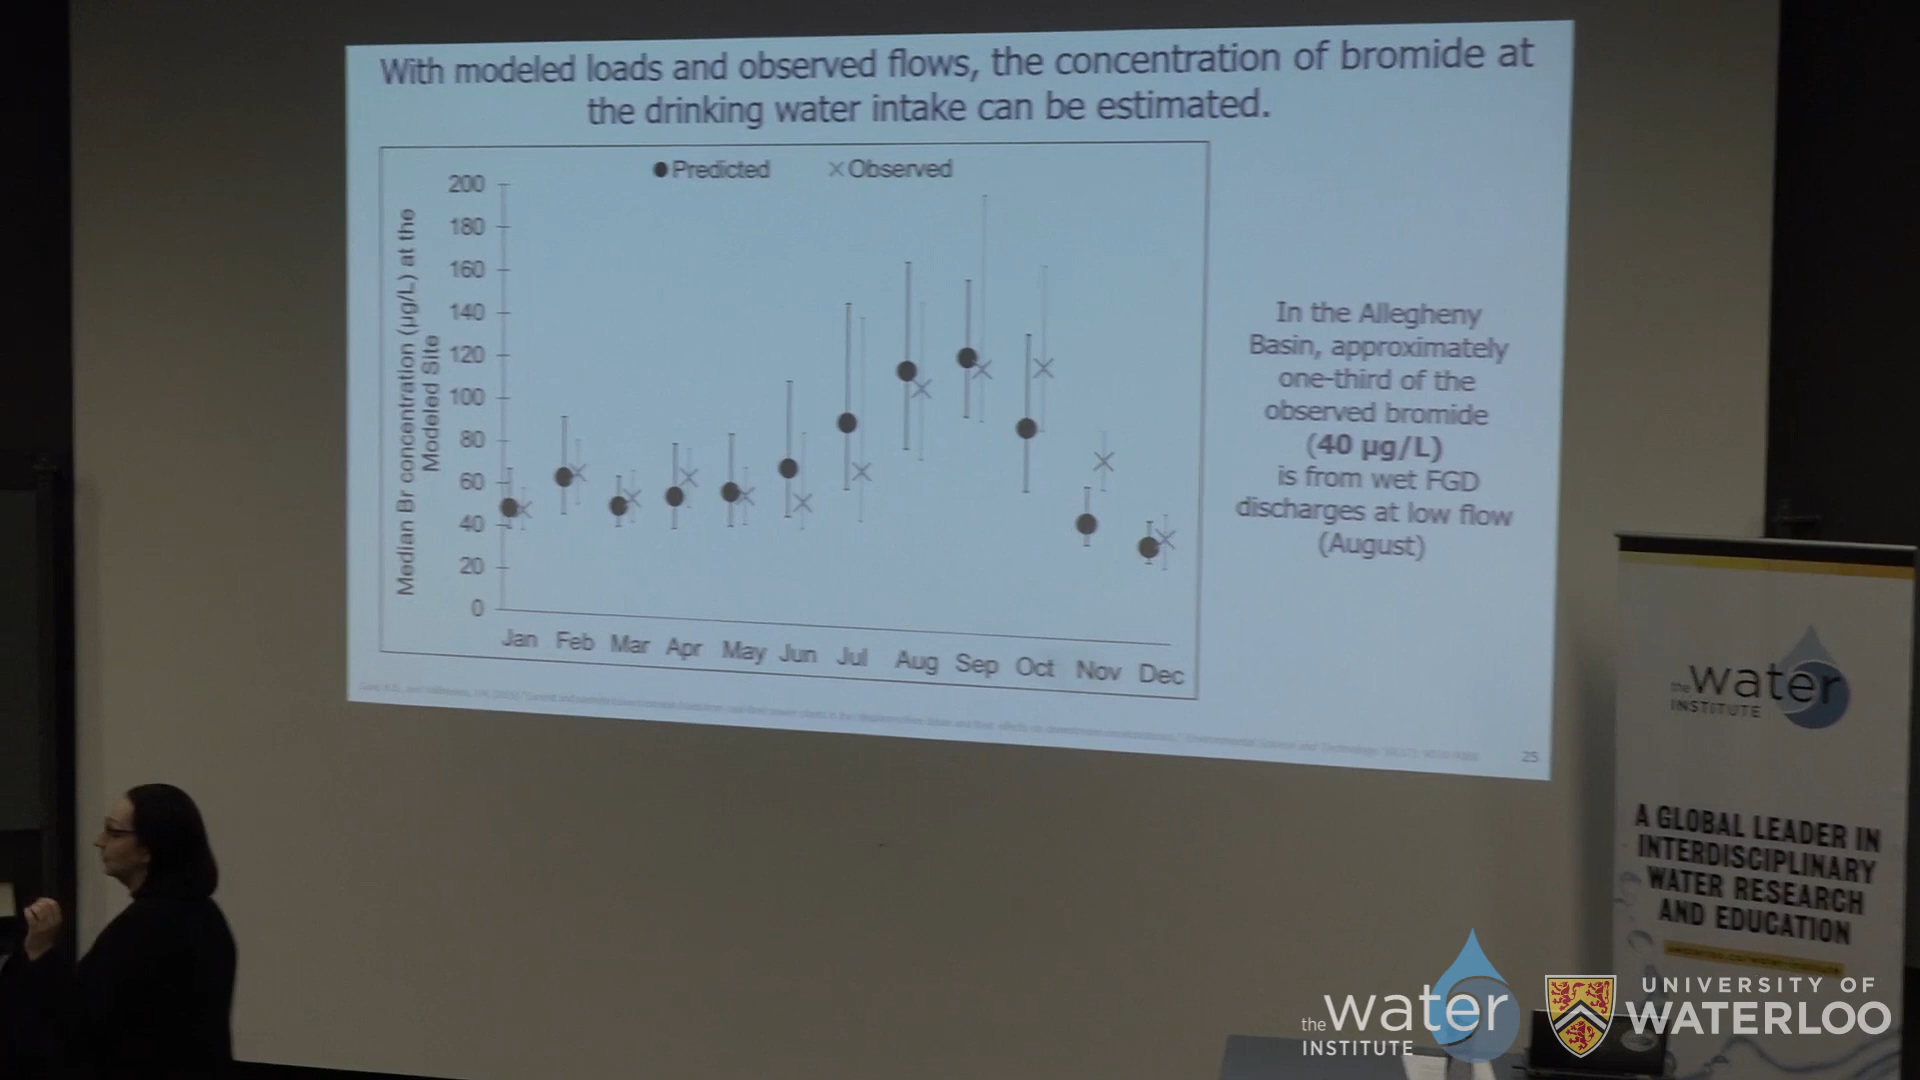 With modeled loads and observed flows, the concentration of bromide at
the drinking water intake can be estimated.
Predicted
Observed
Median Br concentration (µg/L) at the
Modeled Site
200
180
160
140
120
100
80
60
40
20
0
Jan Feb Mar Apr May Jun Jul Aug Sep Oct Nov Dec
In the Allegheny
Basin, approximately
one-third of the
observed bromide
(40 µg/L)
is from wet FGD
discharges at low flow
(August)
25
the water
INSTITUTE
A GLOBAL LEADER IN
INTERDISCIPLINARY
WATER RESEARCH
AND EDUCATION
the water
INSTITUTE
UNIVERSITY OF
WATERLOO